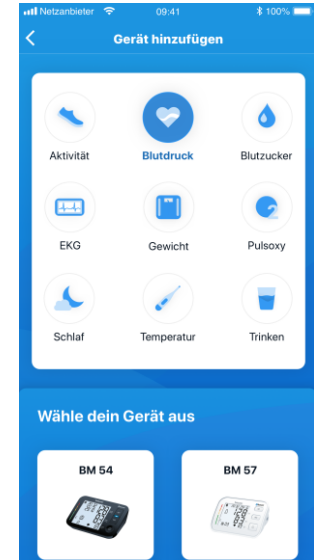 Netzanbieter 09:41 100%
Gerät hinzufügen
Aktivität Blutdruck Blutzucker
EKG Gewicht Pulsoxy
Schlaf Temperatur Trinken
Wähle dein Gerät aus
BM 54 BM 57